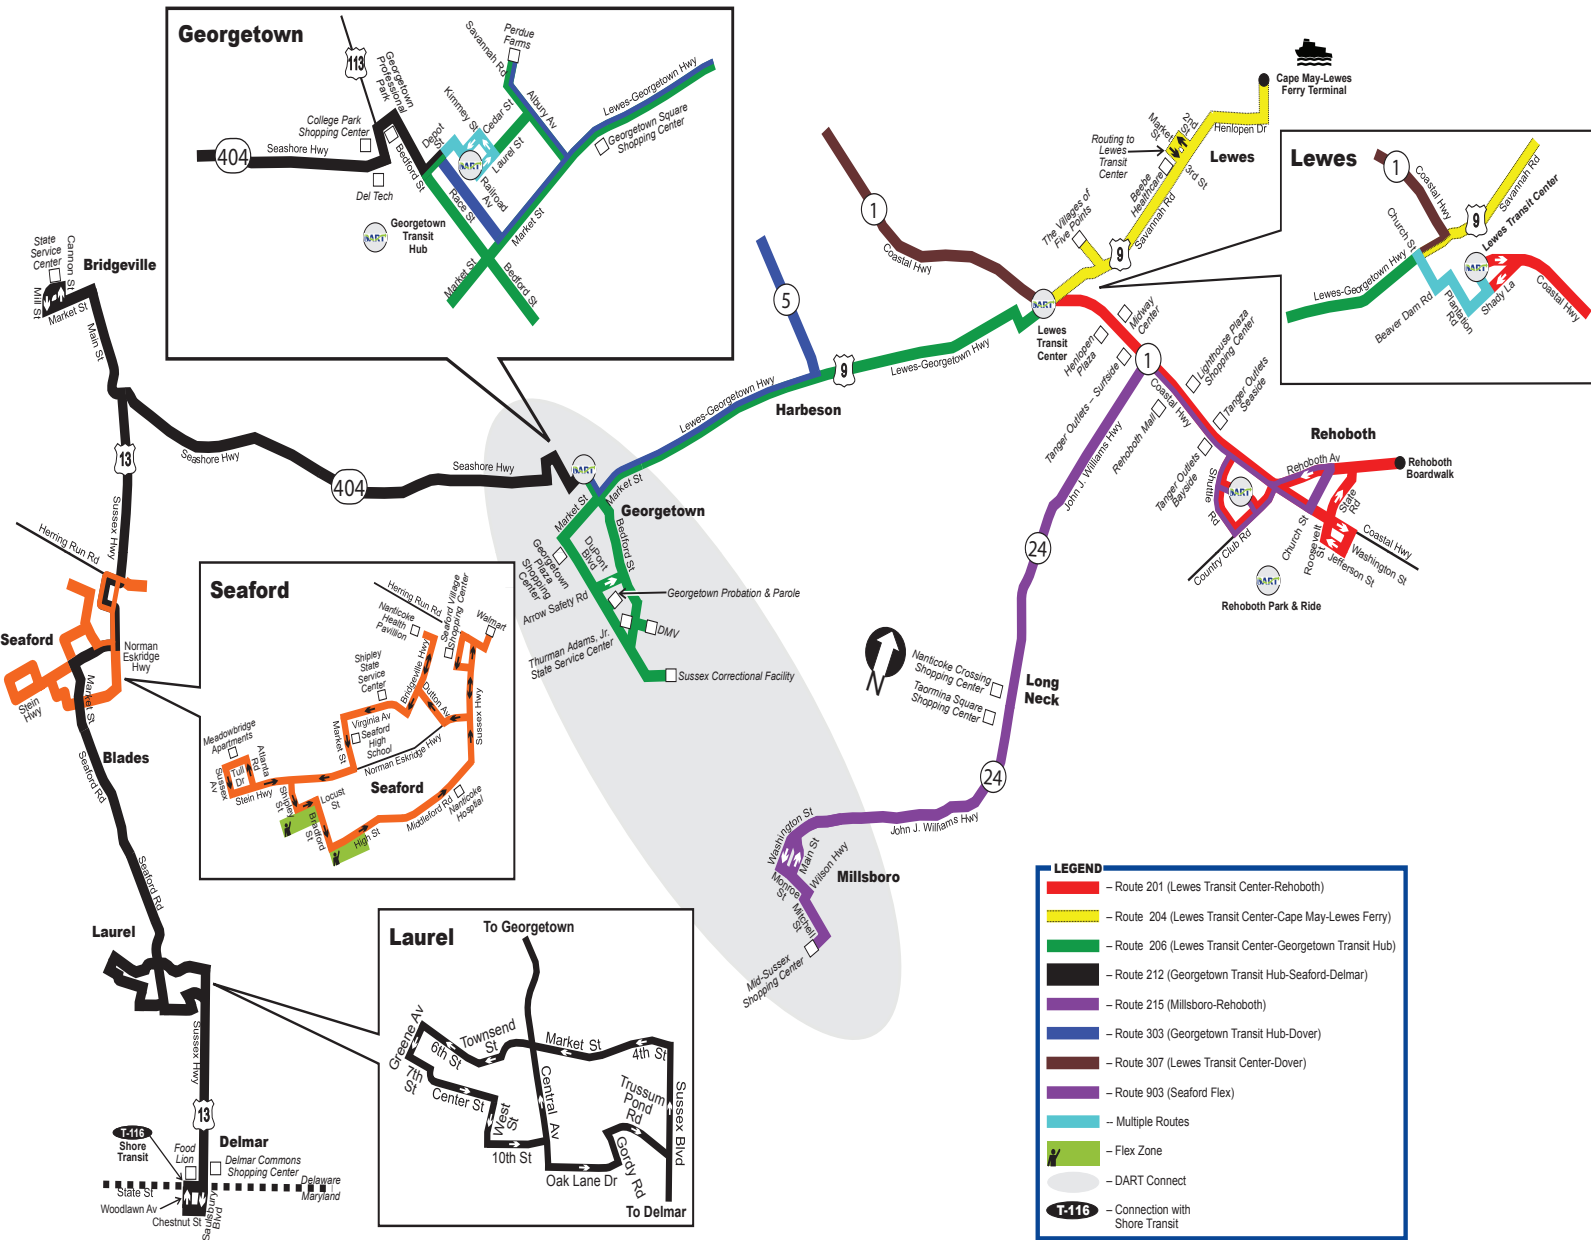 Georgetown
113
Georgetown
Professional
Park
College Park
Shopping Center
404
Seashore Hwy
Del Tech
Bedford St
Depot
St
Kimmey St
Cedar St
Laurel St
Savannah Rd
Perdue
Farms
Albury Av
Lewes-Georgetown Hwy
Georgetown Square
Shopping Center
DART
Railroad
Av
Race St
Market St
Market St
Bedford St
DART
Georgetown
Transit
Hub
State
Service
Center
Cannon St
Mill St
Market St
Bridgeville
Main St
13
Seashore Hwy
404
Seashore Hwy
Sussex Hwy
Herring Run Rd
Seaford
Norman
Eskridge
Hwy
Stein
Hwy
Market St
Blades
Seaford Rd
Seaford Rd
Laurel
Sussex Hwy
13
T-116
Shore
Transit
Food
Lion
Delmar
Delmar Commons
Shopping Center
Delaware
Maryland
State St
Woodlawn Av
Chestnut St
Saulsbury
Blvd
Seaford
Herring Run Rd
Nanticoke
Health
Pavillion
Seaford Village
Shopping Center
Walmart
Shipley
State
Service
Center
Bridgeville Hwy
Dutton Av
Sussex Hwy
Virginia Av
Market St
Seaford
High
School
Norman Eskridge Hwy
Meadowbridge
Apartments
Atlanta
Rd
Tull
Dr
Sussex
Av
Stein Hwy
Shipley
St
Locust
St
Bradford
St
High St
Seaford
Middleford Rd
Nanticoke
Hosptial
Laurel
To Georgetown
Greene Av
6th St
Townsend
St
Market St
4th St
7th
St
Center St
West
St
Central
Av
10th St
Trussum
Pond
Rd
Sussex Blvd
Oak Lane Dr
Gordy Rd
To Delmar
1
Coastal Hwy
5
9
Lewes-Georgetown Hwy
Lewes-Georgetown Hwy
Harbeson
DART
Market St
Georgetown
Market St
Bedford St
DuPont
Blvd
Georgetown
Plaza
Shopping
Center
Arrow Safety Rd
Georgetown Probation & Parole
DMV
Thurman Adams, Jr.
State Service Center
Sussex Correctional Facility
Cape May-Lewes
Ferry Terminal
Henlopen Dr
Market
St
2nd
St
Routing to
Lewes
Transit
Center
Lewes
Beebe
Healthcare
3rd St
Savannah Rd
The Villages of
Five Points
9
DART
Lewes
Transit
Center
Midway
Center
Henlopen
Plaza
1
Tanger Outlets – Surfside
Coastal Hwy
Lighthouse Plaza
Shopping Center
Rehoboth Mall
Tanger Outlets
Seaside
Tanger Outlets
Bayside
John J. Williams Hwy
Rehoboth
Rehoboth Av
Rehoboth
Boardwalk
Shuttle
Rd
DART
Country Club Rd
Church St
State
Rd
Roosevelt
St
Coastal Hwy
Washington St
Jefferson St
DART
Rehoboth Park & Ride
Lewes
1
Coastal Hwy
9
Savannah Rd
Church St
Lewes Transit Center
Lewes-Georgetown Hwy
DART
Beaver Dam Rd
Plantation
Rd
Shady La
Coastal Hwy
24
N
Nanticoke Crossing
Shopping Center
Taormina Square
Shopping Center
Long
Neck
24
John J. Williams Hwy
Washington St
Main St
Wilson Hwy
Monroe
St
Mitchell
St
Millsboro
Mid-Sussex
Shopping Center
LEGEND
– Route 201 (Lewes Transit Center-Rehoboth)
– Route 204 (Lewes Transit Center-Cape May-Lewes Ferry)
– Route 206 (Lewes Transit Center-Georgetown Transit Hub)
– Route 212 (Georgetown Transit Hub-Seaford-Delmar)
– Route 215 (Millsboro-Rehoboth)
– Route 303 (Georgetown Transit Hub-Dover)
– Route 307 (Lewes Transit Center-Dover)
– Route 903 (Seaford Flex)
-- Multiple Routes
– Flex Zone
– DART Connect
T-116 – Connection with
Shore Transit